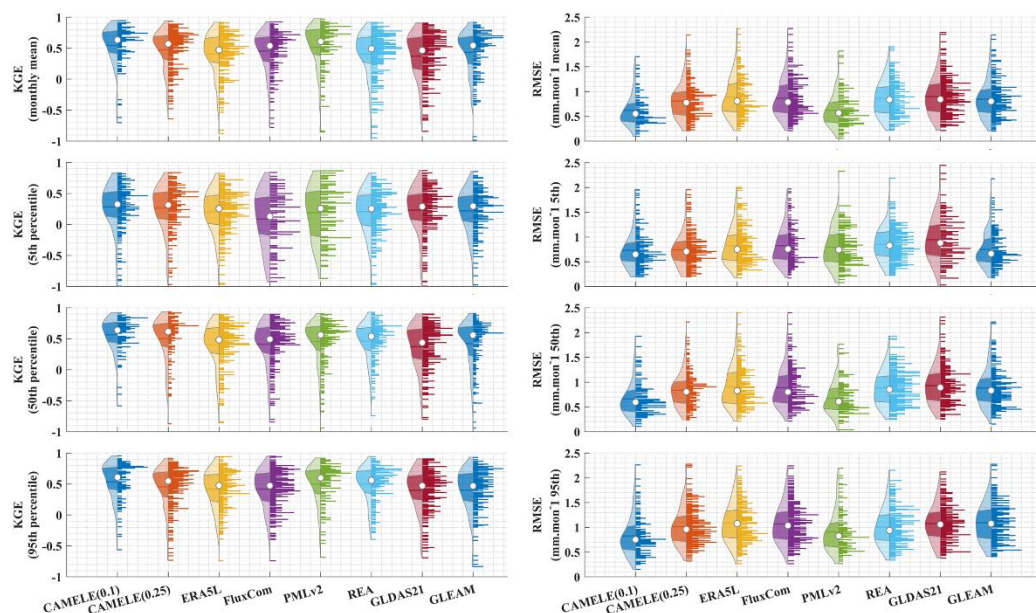 KGE
(monthly mean)
1
0.5
0
-0.5
-1
RMSE
(mm.mon⁻1 mean)
2.5
2
1.5
1
0.5
0
KGE
(5th percentile)
1
0.5
0
-0.5
-1
RMSE
(mm.mon⁻1 5th)
2.5
2
1.5
1
0.5
0
KGE
(50th percentile)
1
0.5
0
-0.5
-1
RMSE
(mm.mon⁻1 50th)
2.5
2
1.5
1
0.5
0
KGE
(95th percentile)
1
0.5
0
-0.5
-1
RMSE
(mm.mon⁻1 95th)
2.5
2
1.5
1
0.5
0
CAMELE(0.1)
CAMELE(0.25)
ERA5L
FluxCom
PMLv2
REA
GLDAS21
GLEAM
CAMELE(0.1)
CAMELE(0.25)
ERA5L
FluxCom
PMLv2
REA
GLDAS21
GLEAM